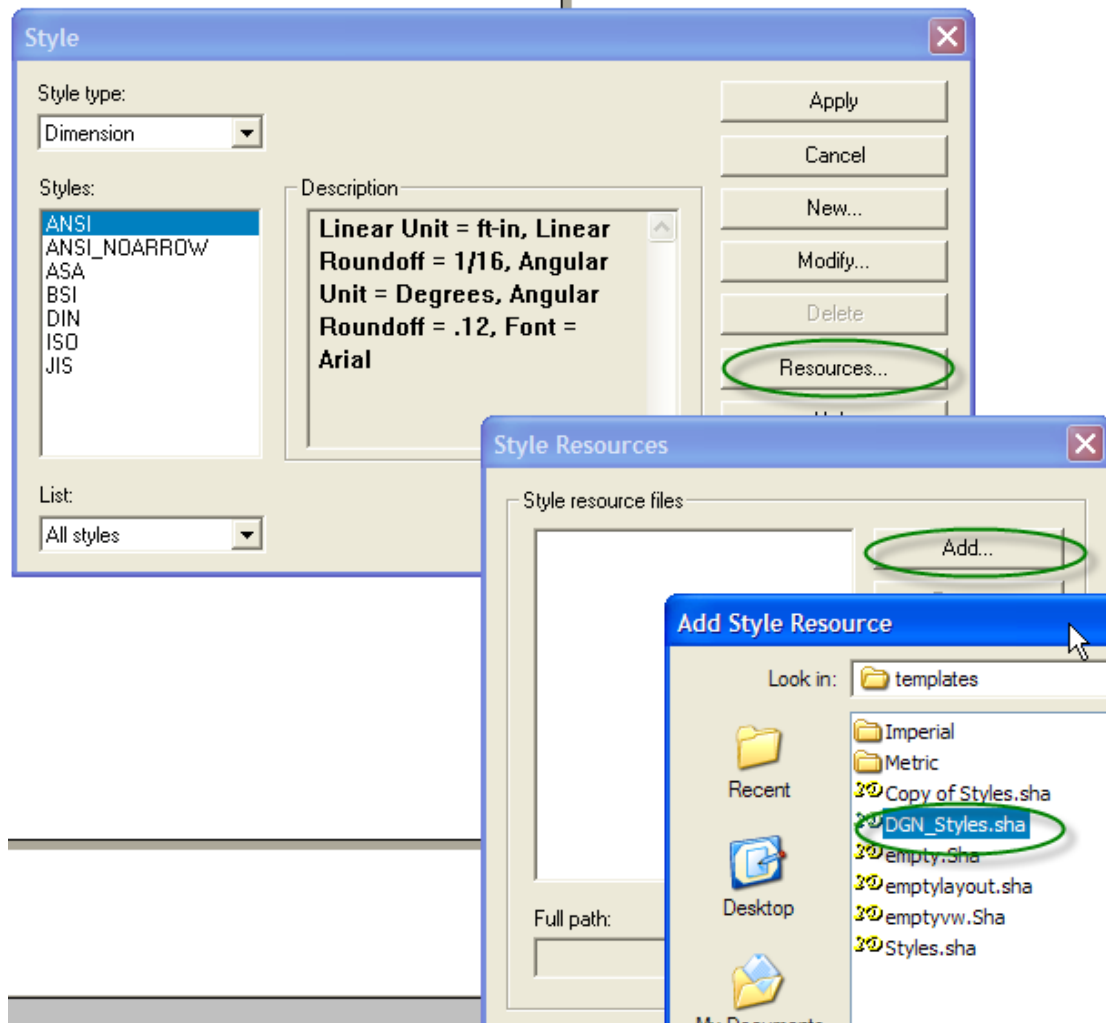 Style
Style type:
Dimension
Styles:
ANSI
ANSI_NOARROW
ASA
BSI
DIN
ISO
JIS
Description
Linear Unit = ft-in, Linear
Roundoff = 1/16, Angular
Unit = Degrees, Angular
Roundoff = .12, Font =
Arial
Apply
Cancel
New...
Modify...
Delete
Resources...
List:
All styles
Style Resources
Style resource files
Add...
Full path:
Add Style Resource
Look in:
templates
Recent
Desktop
My Documents
Imperial
Metric
Copy of Styles.sha
DGN_Styles.sha
empty.Sha
emptylayout.sha
emptyvw.Sha
Styles.sha